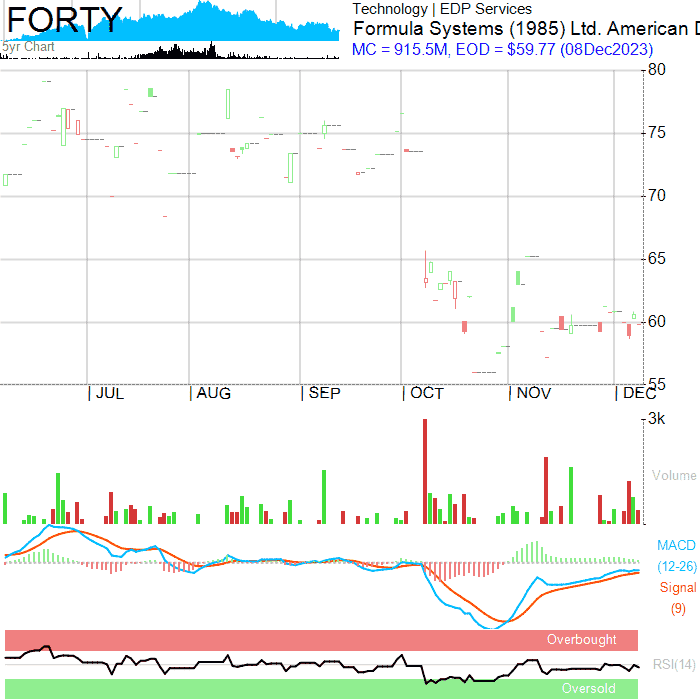 FORTY
5yr Chart
Technology | EDP Services
Formula Systems (1985) Ltd. American D
MC = 915.5M, EOD = $59.77 (08Dec2023)
80
75
70
65
60
55
JUL AUG SEP OCT NOV DEC
3k
Volume
MACD
(12-26)
Signal
(9)
Overbought
RSI(14)
Oversold